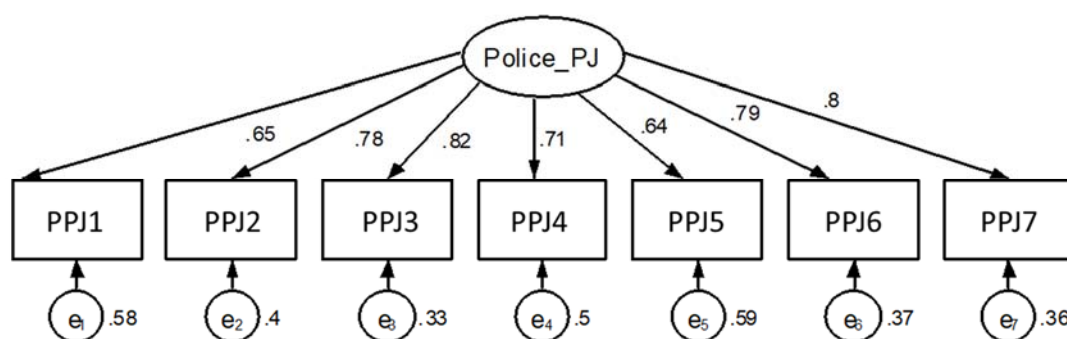 Police_PJ
.65 .78 .82 .71 .64 .79 .8
PPJ1 PPJ2 PPJ3 PPJ4 PPJ5 PPJ6 PPJ7
e1 .58 e2 .4 e3 .33 e4 .5 e5 .59 e6 .37 e7 .36